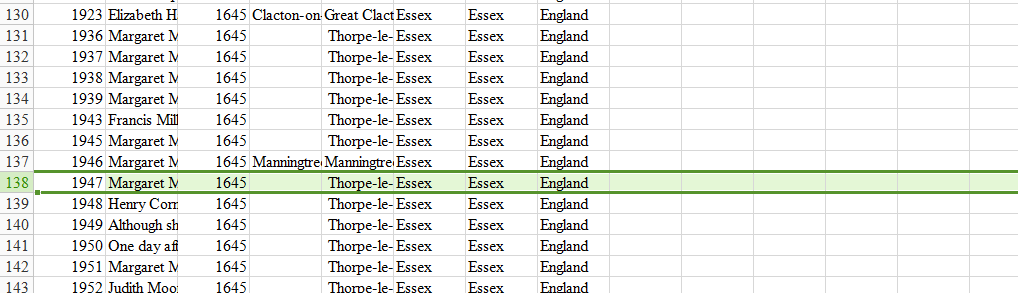 130 1923 Elizabeth H 1645 Clacton-on- Great Clact Essex Essex England
131 1936 Margaret M 1645 Thorpe-le- Essex Essex England
132 1937 Margaret M 1645 Thorpe-le- Essex Essex England
133 1938 Margaret M 1645 Thorpe-le- Essex Essex England
134 1939 Margaret M 1645 Thorpe-le- Essex Essex England
135 1943 Francis Mill 1645 Thorpe-le- Essex Essex England
136 1945 Margaret M 1645 Thorpe-le- Essex Essex England
137 1946 Margaret M 1645 Manningtre Manningtre Essex Essex England
138 1947 Margaret M 1645 Thorpe-le- Essex Essex England
139 1948 Henry Corn 1645 Thorpe-le- Essex Essex England
140 1949 Although sh 1645 Thorpe-le- Essex Essex England
141 1950 One day aft 1645 Thorpe-le- Essex Essex England
142 1951 Margaret M 1645 Thorpe-le- Essex Essex England
143 1952 Judith Moo 1645 Thorpe-le- Essex Essex England